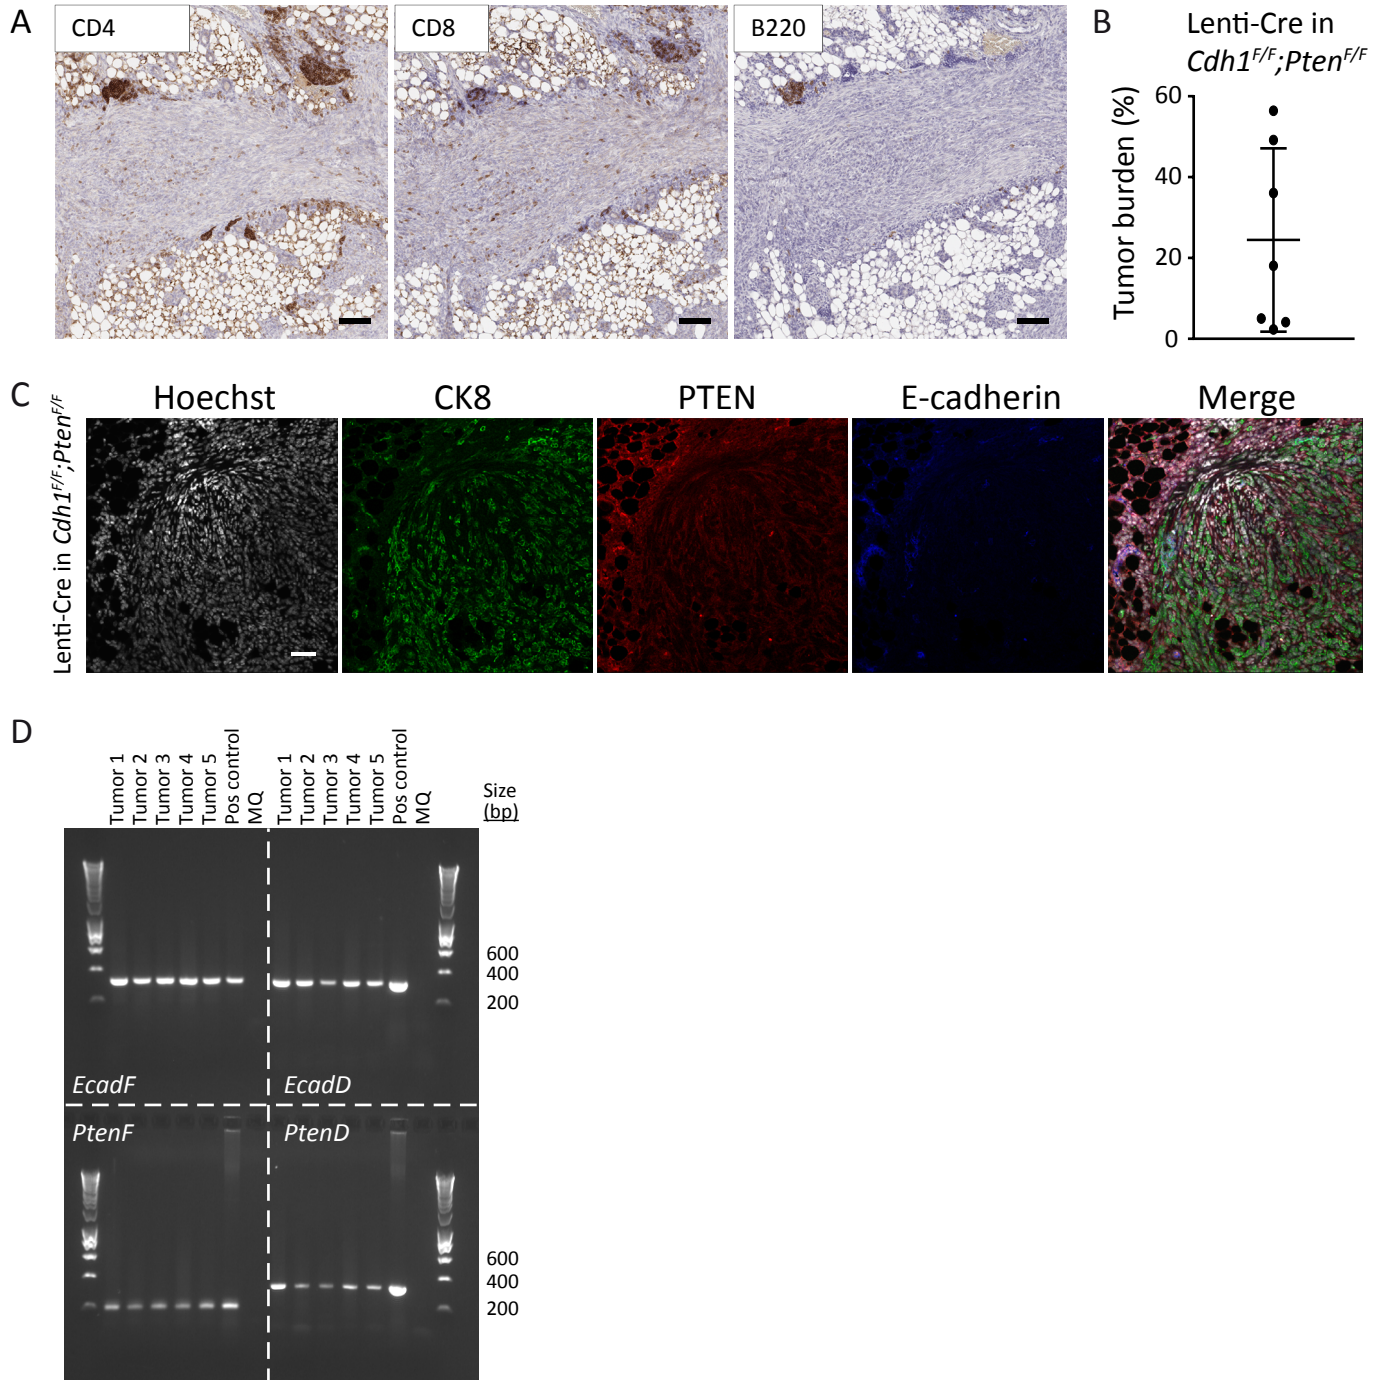 A
CD4
CD8
B220
B
Lenti-Cre in
Cdh1F/F;PtenF/F
Tumor burden (%)
60
40
20
0
C
Lenti-Cre in Cdh1F/F;PtenF/F
Hoechst
CK8
PTEN
E-cadherin
Merge
D
Tumor 1
Tumor 2
Tumor 3
Tumor 4
Tumor 5
Pos control
MQ
Tumor 1
Tumor 2
Tumor 3
Tumor 4
Tumor 5
Pos control
MQ
Size
(bp)
600
400
200
EcadF
EcadD
PtenF
PtenD
600
400
200